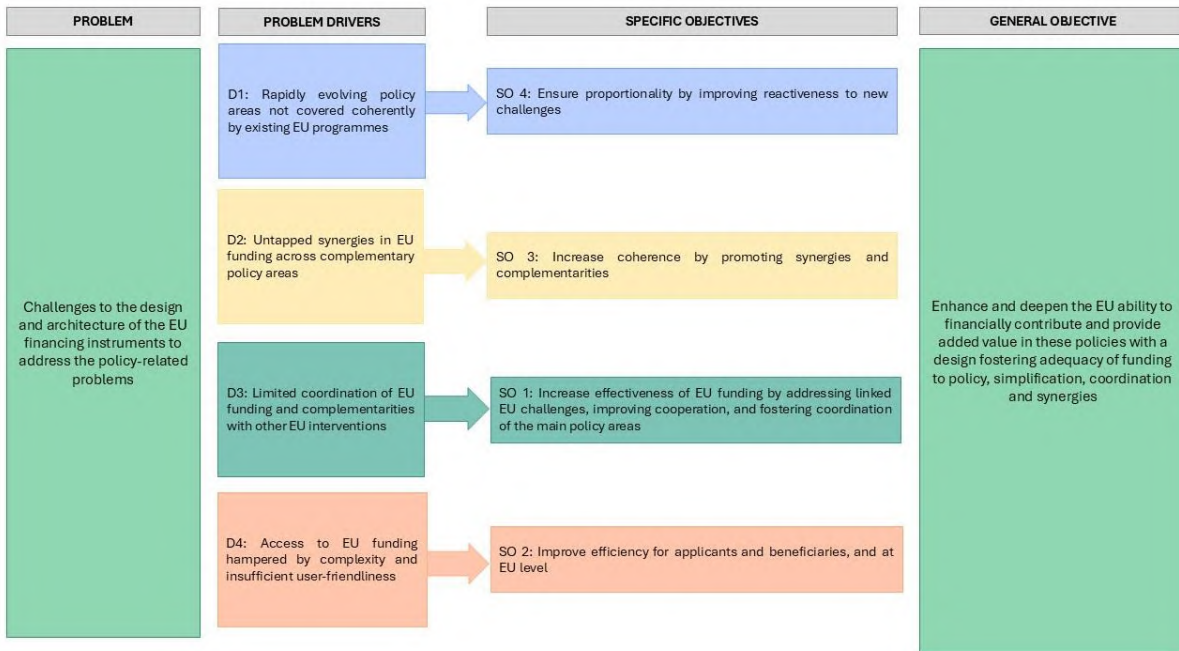 PROBLEM
PROBLEM DRIVERS
SPECIFIC OBJECTIVES
GENERAL OBJECTIVE
Challenges to the design
and architecture of the EU
financing instruments to
address the policy-related
problems
D1: Rapidly evolving policy
areas not covered coherently
by existing EU programmes
SO 4: Ensure proportionality by improving reactiveness to new
challenges
D2: Untapped synergies in EU
funding across complementary
policy areas
SO 3: Increase coherence by promoting synergies and
complementarities
D3: Limited coordination of EU
funding and complementarities
with other EU interventions
SO 1: Increase effectiveness of EU funding by addressing linked
EU challenges, improving cooperation, and fostering coordination
of the main policy areas
D4: Access to EU funding
hampered by complexity and
insufficient user-friendliness
SO 2: Improve efficiency for applicants and beneficiaries, and at
EU level
Enhance and deepen the EU ability to
financially contribute and provide
added value in these policies with a
design fostering adequacy of funding
to policy, simplification, coordination
and synergies